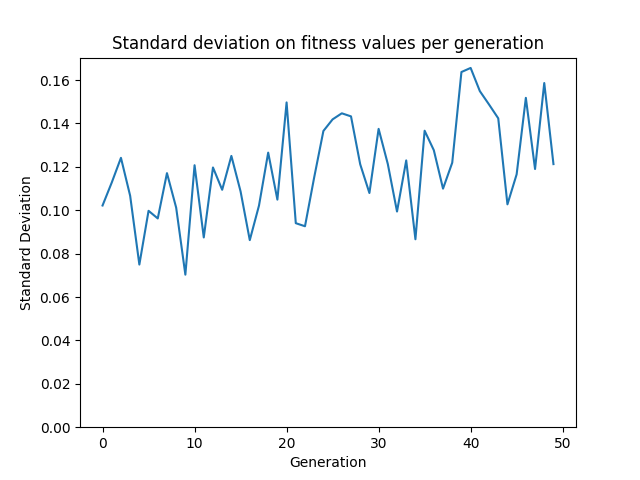 Standard deviation on fitness values per generation
0.16
0.14
0.12
0.10
0.08
0.06
0.04
0.02
0.00
Standard Deviation
0 10 20 30 40 50
Generation